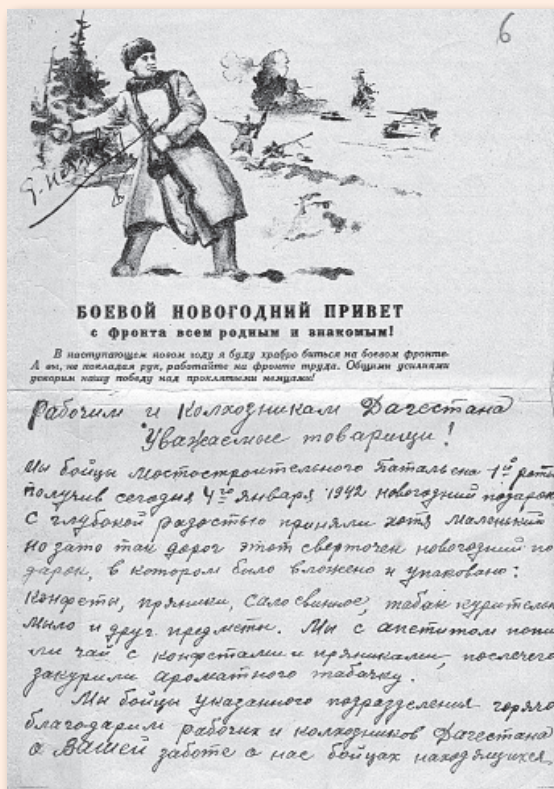 6
БОЕВОЙ НОВОГОДНИЙ ПРИВЕТ
с фронта всем родным и знакомым!
В наступающем новом году я буду храбро биться на боевом фронте.
А вы, не покладая рук, работайте на фронте труда. Общими усилиями
ускорим нашу победу над проклятыми немцами!
Рабочим и Колхозникам Дагестана
Уважаемые товарищи!
Мы бойцы Мостостроительного Батальена 1ой роты
получив сегодня 4го января 1942 новогодний подарок
С глубокой радостью приняли хотя маленький
но зато так дорог этот сверточек новогодний по
дарок, в котором было вложено и упаковано:
Конфеты, пряники, Сало свиное, табак курительн
мыло и друг предметы. Мы с апетитом попи
ли чай с конфетами и пряниками, послечего
закурили ароматного табачку.
Мы бойцы указанного подразделения горячо
благодарим рабочих и колхозников Дагестана
о Вашей заботе о нас бойцах находящихся